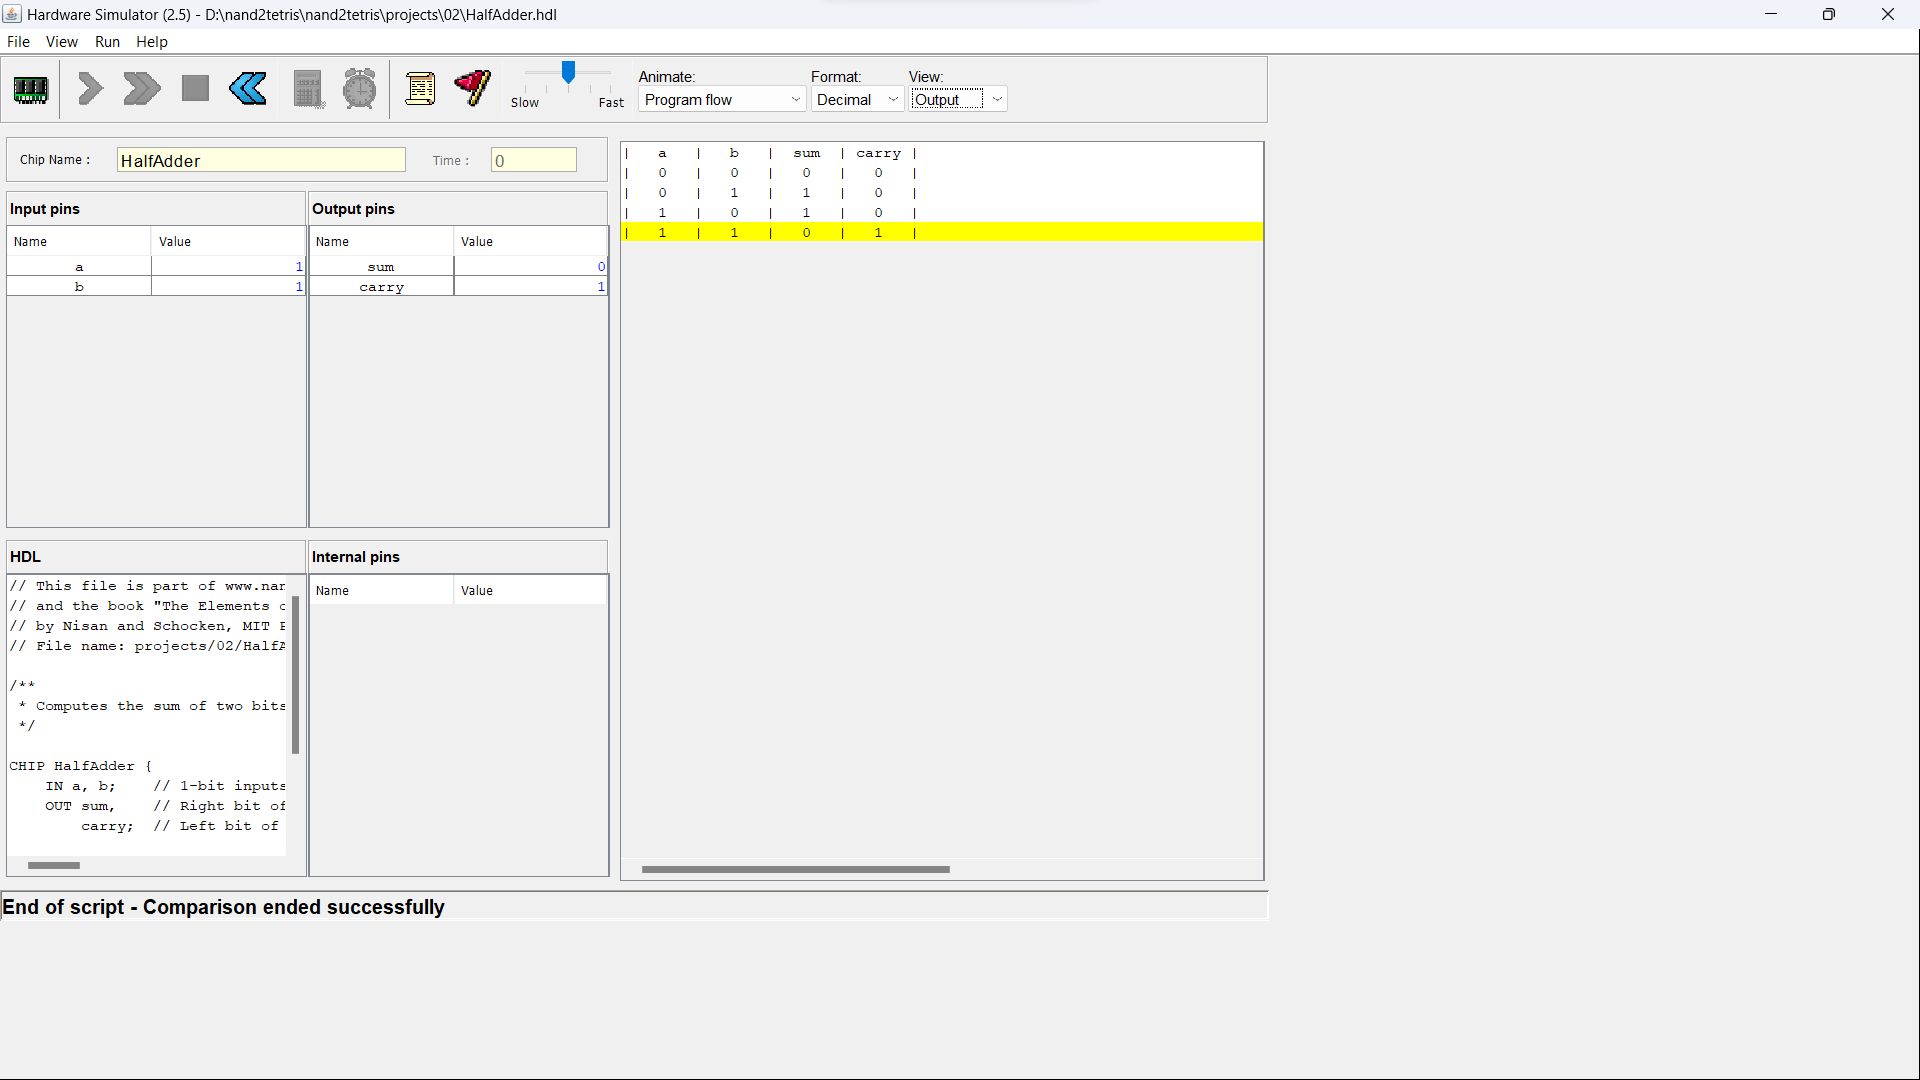 Hardware Simulator (2.5) - D:\nand2tetris\nand2tetris\projects\02\HalfAdder.hdl
File View Run Help
Slow Fast
Animate:
Program flow
Format:
Decimal
View:
Output
Chip Name :
HalfAdder
Time :
0
Input pins
Name Value
a 1
b 1
Output pins
Name Value
sum 0
carry 1
| a | b | sum | carry |
| 0 | 0 | 0 | 0 |
| 0 | 1 | 1 | 0 |
| 1 | 0 | 1 | 0 |
| 1 | 1 | 0 | 1 |
HDL
// This file is part of www.nan
// and the book "The Elements o
// by Nisan and Schocken, MIT P
// File name: projects/02/HalfA
/**
* Computes the sum of two bits
*/
CHIP HalfAdder {
IN a, b; // 1-bit inputs
OUT sum, // Right bit of
carry; // Left bit of
Internal pins
Name Value
End of script - Comparison ended successfully